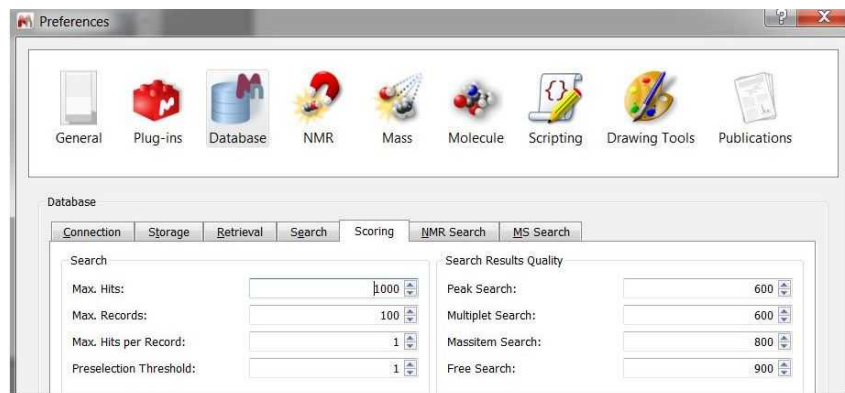 Preferences
General Plug-ins Database NMR Mass Molecule Scripting Drawing Tools Publications
Database
Connection Storage Retrieval Search Scoring NMR Search MS Search
Search Search Results Quality
Max. Hits: 1000 Peak Search: 600
Max. Records: 100 Multiplet Search: 600
Max. Hits per Record: 1 Massitem Search: 800
Preselection Threshold: 1 Free Search: 900